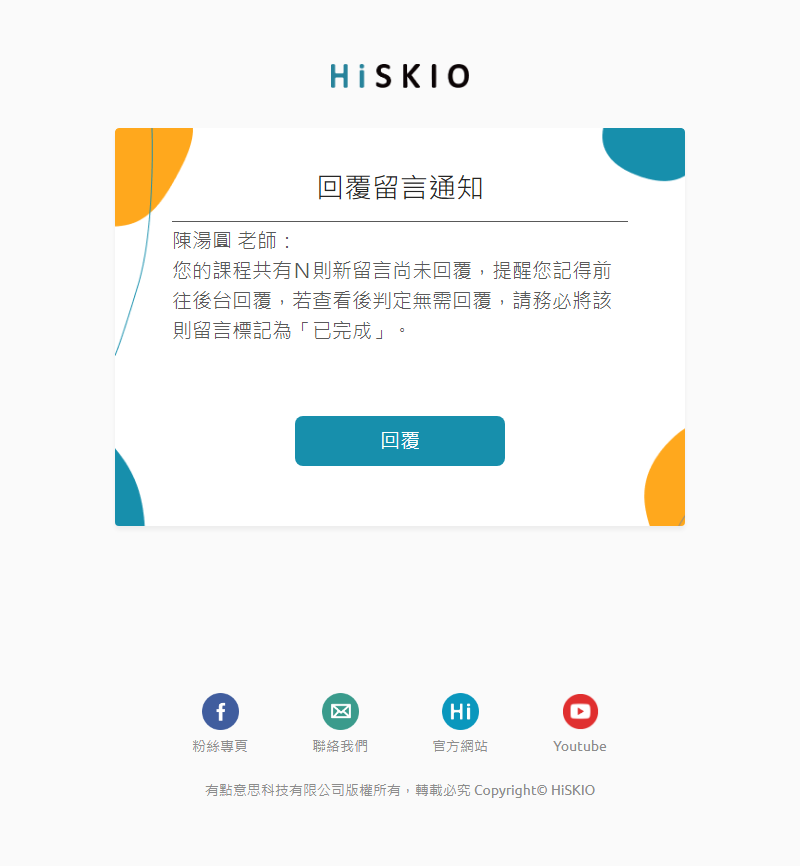 HiSKIO
回覆留言通知
陳湯圓 老師：
您的課程共有N則新留言尚未回覆，提醒您記得前
往後台回覆，若查看後判定無需回覆，請務必將該
則留言標記為「已完成」。
回覆
Hi
粉絲專頁 聯絡我們 官方網站 Youtube
有點意思科技有限公司版權所有，轉載必究 Copyright© HiSKIO